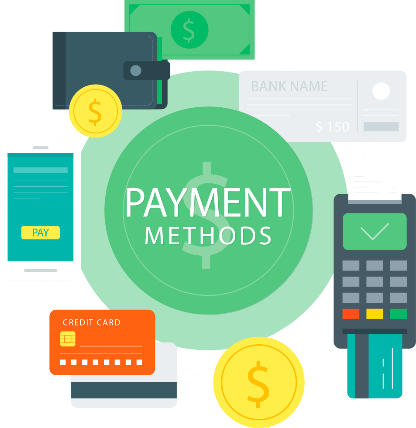 $
$
BANK NAME
$ 150
PAYMENT
METHODS
$
PAY
CREDIT CARD
$